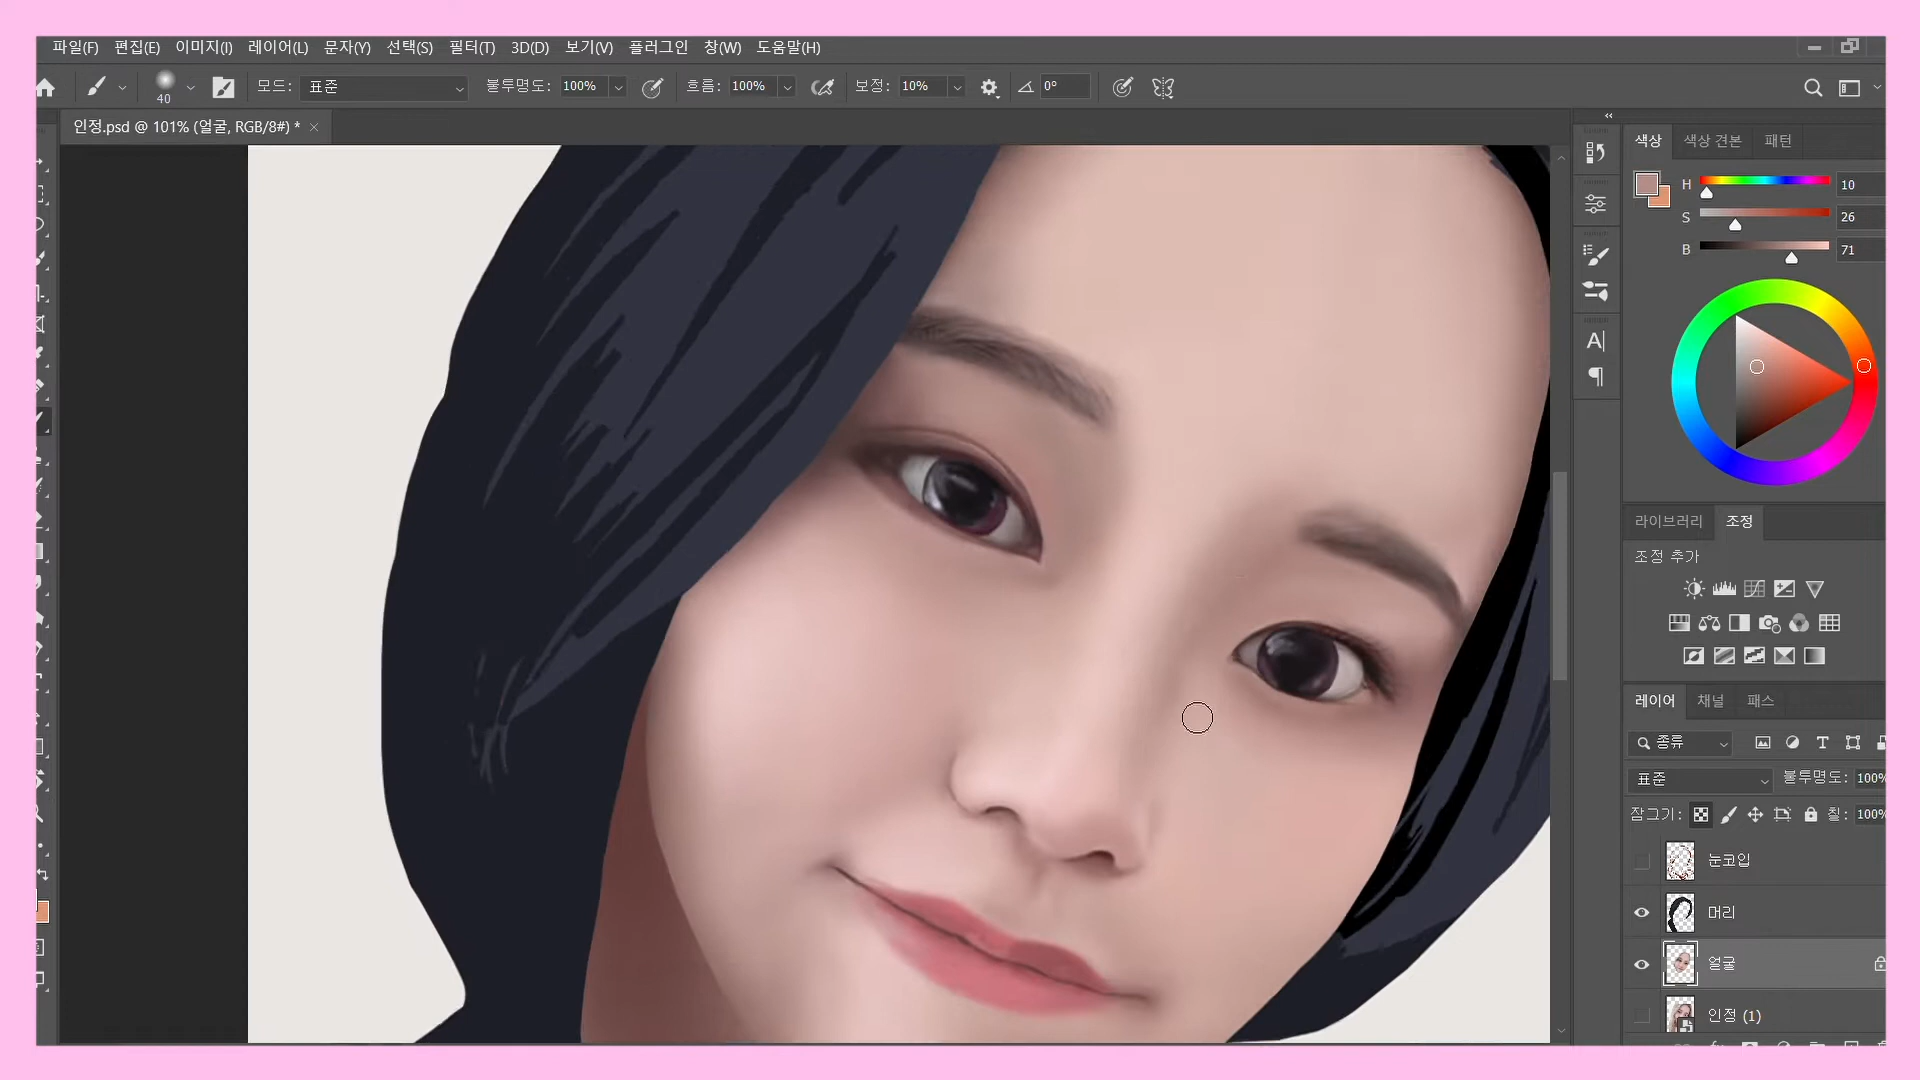 파일(F) 편집(E) 이미지(I) 레이어(L) 문자(Y) 선택(S) 필터(T) 3D(D) 보기(V) 플러그인 창(W) 도움말(H)
40 모드: 표준 불투명도: 100% 흐름: 100% 보정: 10% 0°
인정.psd @ 101% (얼굴, RGB/8#) *
색상 색상 견본 패턴
H 10
S 26
B 71
라이브러리 조정
조정 추가
레이어 채널 패스
종류
표준 불투명도: 100%
잠그기: 칠: 100%
눈코입
머리
얼굴
인정 (1)